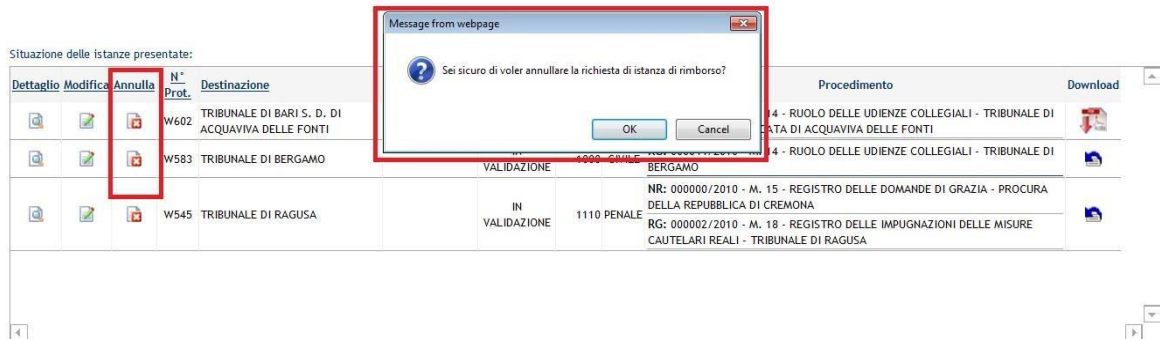 Message from webpage
Sei sicuro di voler annullare la richiesta di istanza di rimborso?
OK Cancel
Situazione delle istanze presentate:
Dettaglio Modifica Annulla N° Prot. Destinazione Procedimento Download
W602 TRIBUNALE DI BARI S. D. DI 14 - RUOLO DELLE UDIENZE COLLEGIALI - TRIBUNALE DI
ACQUAVIVA DELLE FONTI DI ACQUAVIVA DELLE FONTI
W583 TRIBUNALE DI BERGAMO CIVILE 14 - RUOLO DELLE UDIENZE COLLEGIALI - TRIBUNALE DI
VALIDAZIONE BERGAMO
W545 TRIBUNALE DI RAGUSA IN VALIDAZIONE 1110 PENALE
NR: 000000/2010 - M. 15 - REGISTRO DELLE DOMANDE DI GRAZIA - PROCURA
DELLA REPUBBLICA DI CREMONA
RG: 000002/2010 - M. 18 - REGISTRO DELLE IMPUGNAZIONI DELLE MISURE
CAUTELARI REALI - TRIBUNALE DI RAGUSA